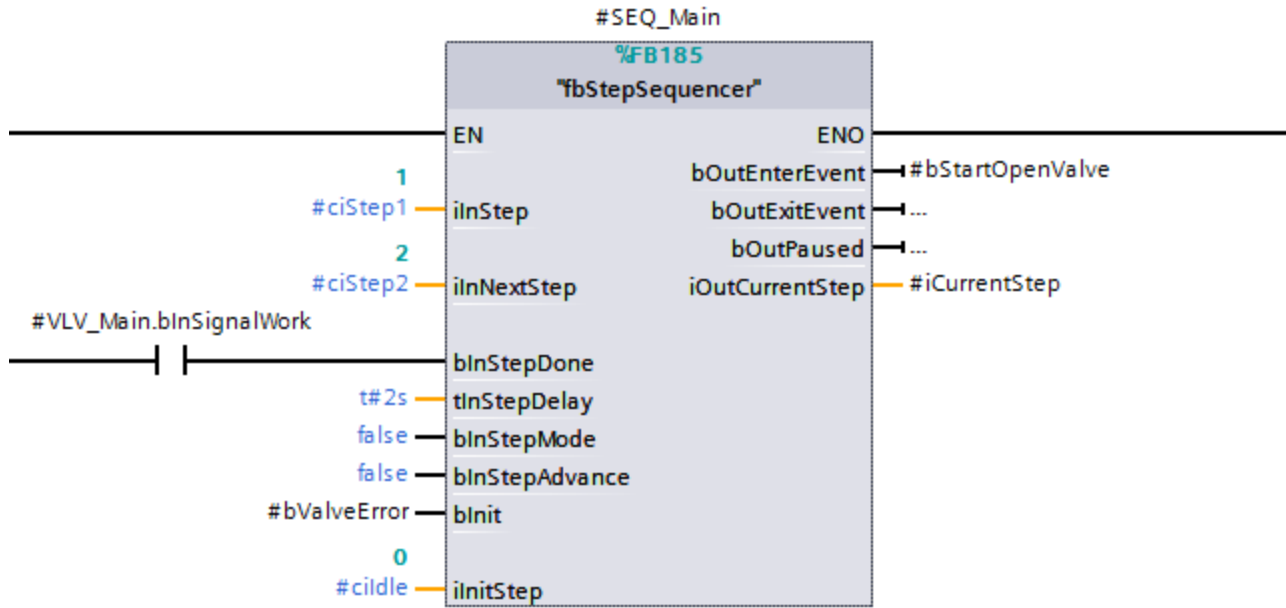 #SEQ_Main
%FB185
"fbStepSequencer"
EN ENO
bOutEnterEvent #bStartOpenValve
1
#ciStep1 iInStep bOutExitEvent ...
2 bOutPaused ...
#ciStep2 iInNextStep iOutCurrentStep #iCurrentStep
#VLV_Main.bInSignalWork
bInStepDone
t#2s tInStepDelay
false bInStepMode
false bInStepAdvance
#bValveError bInit
0
#ciIdle iInitStep